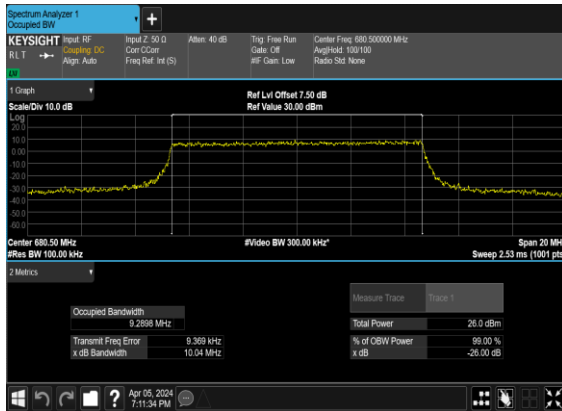 Spectrum Analyzer 1
Occupied BW
+
KEYSIGHT
RLT
Input: RF
Coupling: DC
Align: Auto
Input Z: 50 Ω
Corr CCorr
Freq Ref: Int (S)
Atten: 40 dB
Trig: Free Run
Gate: Off
#IF Gain: Low
Center Freq: 680.500000 MHz
Avg|Hold: 100/100
Radio Std: None
1 Graph
Scale/Div 10.0 dB
Ref Lvl Offset 7.50 dB
Ref Value 30.00 dBm
Log
20.0
10.0
0.00
-10.0
-20.0
-30.0
-40.0
-50.0
-60.0
Center 680.50 MHz
#Video BW 300.00 kHz*
Span 20 MH
#Res BW 100.00 kHz
Sweep 2.53 ms (1001 pts
2 Metrics
Measure Trace Trace 1
Occupied Bandwidth
9.2898 MHz
Total Power 26.0 dBm
Transmit Freq Error 9.369 kHz
% of OBW Power 99.00 %
x dB Bandwidth 10.04 MHz
x dB -26.00 dB
?
Apr 05, 2024
7:11:34 PM